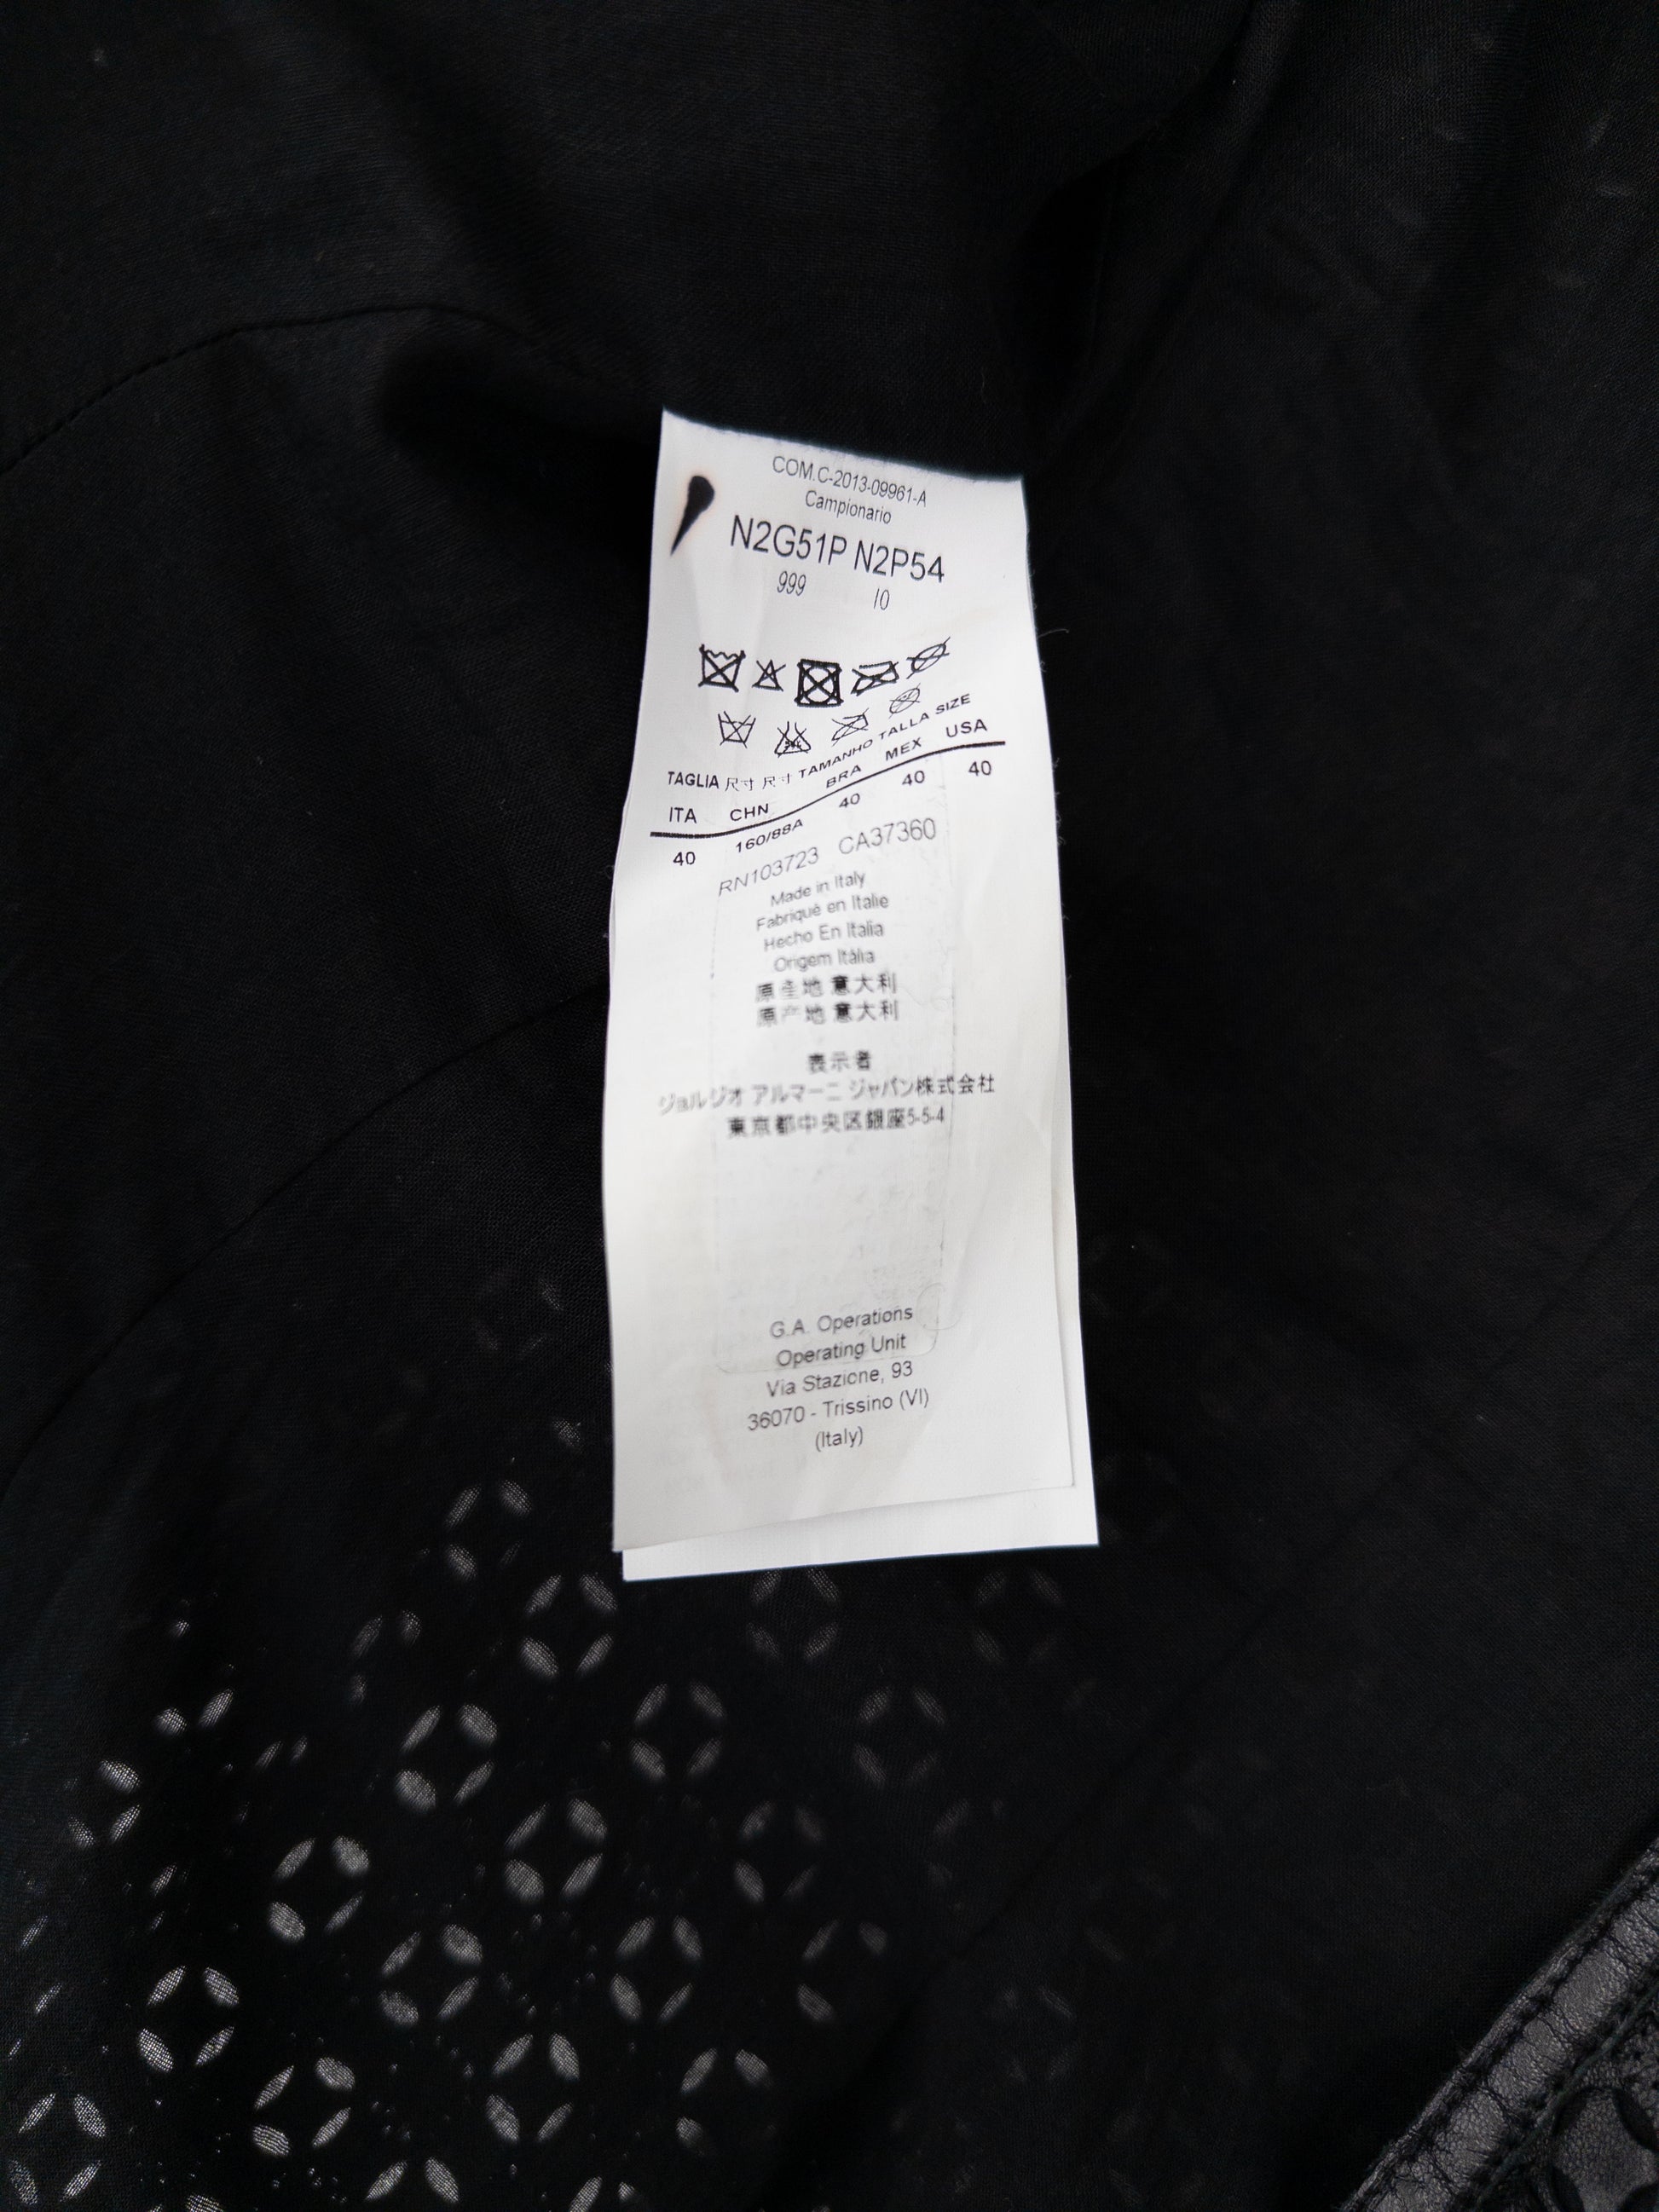 COM.C-2013-09961-A
Campionario
N2G51P N2P54
999 10
TAGLIA 尺寸 尺寸 TAMANHO TALLA SIZE
ITA CHN BRA MEX USA
40 160/88A 40 40 40
RN103723 CA37360
Made in Italy
Fabriqué en Italie
Hecho En Italia
Origem Itália
原產地 意大利
原产地 意大利
表示者
ジョルジオ アルマーニ ジャパン株式会社
東京都中央区銀座5-5-4
G.A. Operations
Operating Unit
Via Stazione, 93
36070 - Trissino (VI)
(Italy)